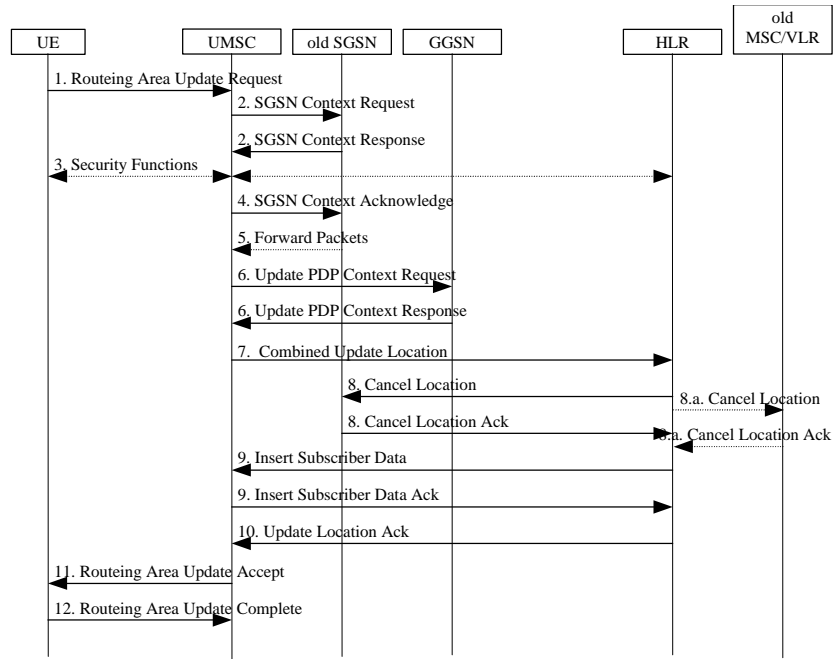 old
MSC/VLR
UE
UMSC
old SGSN
GGSN
HLR
1. Routeing Area Update Request
2. SGSN Context Request
2. SGSN Context Response
3. Security Functions
4. SGSN Context Acknowledge
5. Forward Packets
6. Update PDP Context Request
6. Update PDP Context Response
7. Combined Update Location
8. Cancel Location
8.a. Cancel Location
8. Cancel Location Ack
8.a. Cancel Location Ack
9. Insert Subscriber Data
9. Insert Subscriber Data Ack
10. Update Location Ack
11. Routeing Area Update Accept
12. Routeing Area Update Complete